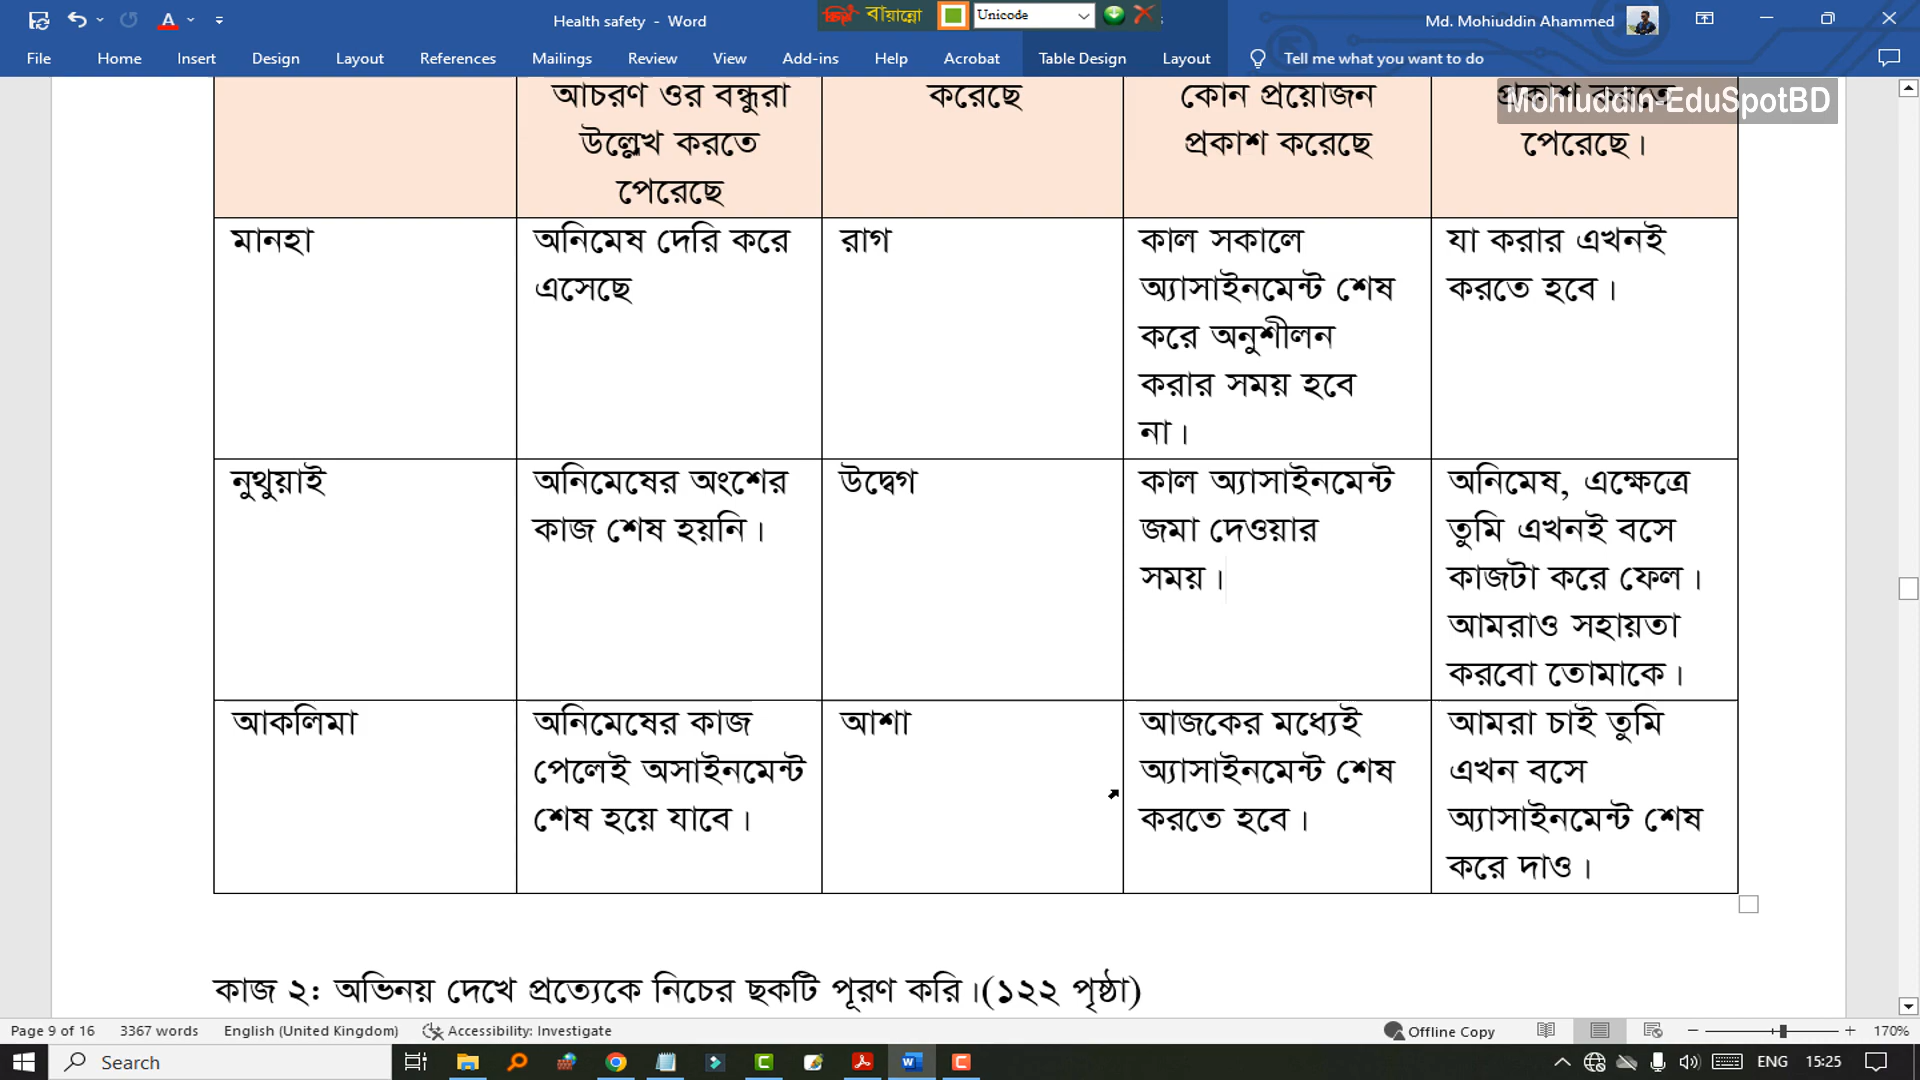 Health safety - Word
বায়ান্নো
Unicode
Md. Mohiuddin Ahammed
File Home Insert Design Layout References Mailings Review View Add-ins Help Acrobat Table Design Layout Tell me what you want to do
Mohiuddin-EduSpotBD
আচরণ ওর বন্ধুরা
উল্লেখ করতে
পেরেছে
করেছে
কোন প্রয়োজন
প্রকাশ করেছে
প্রকাশ করতে
পেরেছে।
মানহা
অনিমেষ দেরি করে
এসেছে
রাগ
কাল সকালে
অ্যাসাইনমেন্ট শেষ
করে অনুশীলন
করার সময় হবে
না।
যা করার এখনই
করতে হবে।
নুথুয়াই
অনিমেষের অংশের
কাজ শেষ হয়নি।
উদ্বেগ
কাল অ্যাসাইনমেন্ট
জমা দেওয়ার
সময়।
অনিমেষ, এক্ষেত্রে
তুমি এখনই বসে
কাজটা করে ফেল।
আমরাও সহায়তা
করবো তোমাকে।
আকলিমা
অনিমেষের কাজ
পেলেই অসাইনমেন্ট
শেষ হয়ে যাবে।
আশা
আজকের মধ্যেই
অ্যাসাইনমেন্ট শেষ
করতে হবে।
আমরা চাই তুমি
এখন বসে
অ্যাসাইনমেন্ট শেষ
করে দাও।
কাজ ২: অভিনয় দেখে প্রত্যেকে নিচের ছকটি পূরণ করি।(১২২ পৃষ্ঠা)
Page 9 of 16 3367 words English (United Kingdom) Accessibility: Investigate Offline Copy 170%
Search ENG 15:25